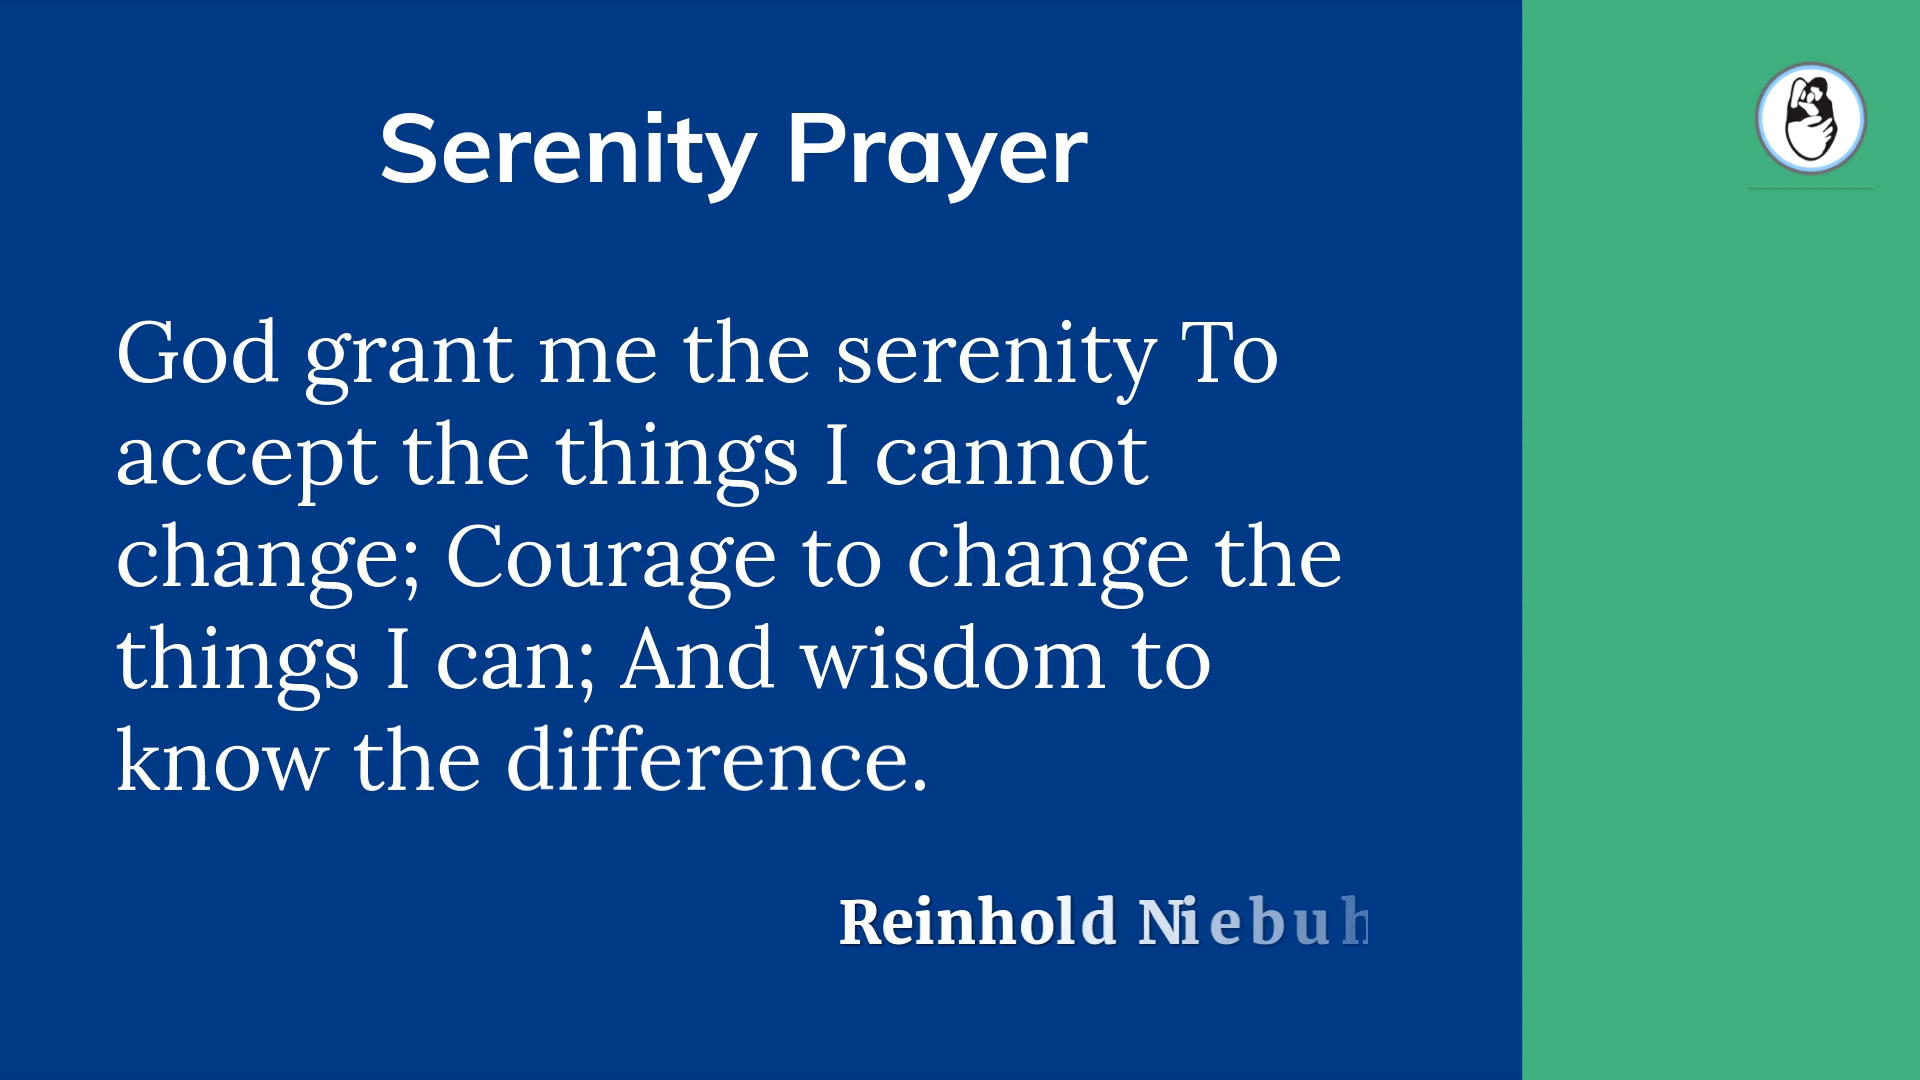 Serenity Prayer
God grant me the serenity To
accept the things I cannot
change; Courage to change the
things I can; And wisdom to
know the difference.
Reinhold Niebuh